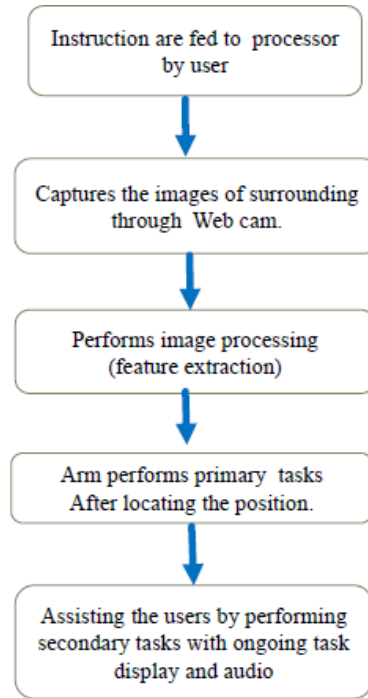 Instruction are fed to processor
by user
Captures the images of surrounding
through Web cam.
Performs image processing
(feature extraction)
Arm performs primary tasks
After locating the position.
Assisting the users by performing
secondary tasks with ongoing task
display and audio